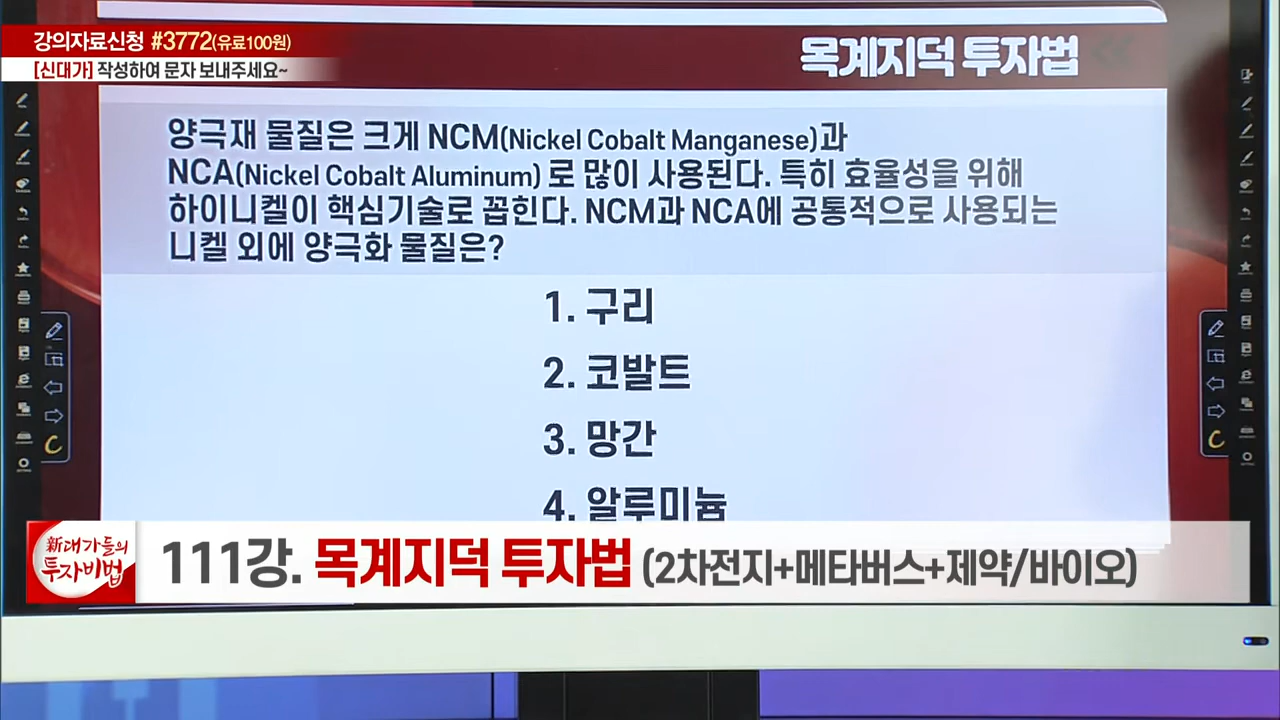 강의자료신청 #3772(유료100원)
[신대가] 작성하여 문자 보내주세요~
목계지덕 투자법
양극재 물질은 크게 NCM(Nickel Cobalt Manganese)과
NCA(Nickel Cobalt Aluminum) 로 많이 사용된다. 특히 효율성을 위해
하이니켈이 핵심기술로 꼽힌다. NCM과 NCA에 공통적으로 사용되는
니켈 외에 양극화 물질은?
1. 구리
2. 코발트
3. 망간
4. 알루미늄
新대가들의
투자비법
111강. 목계지덕 투자법 (2차전지+메타버스+제약/바이오)